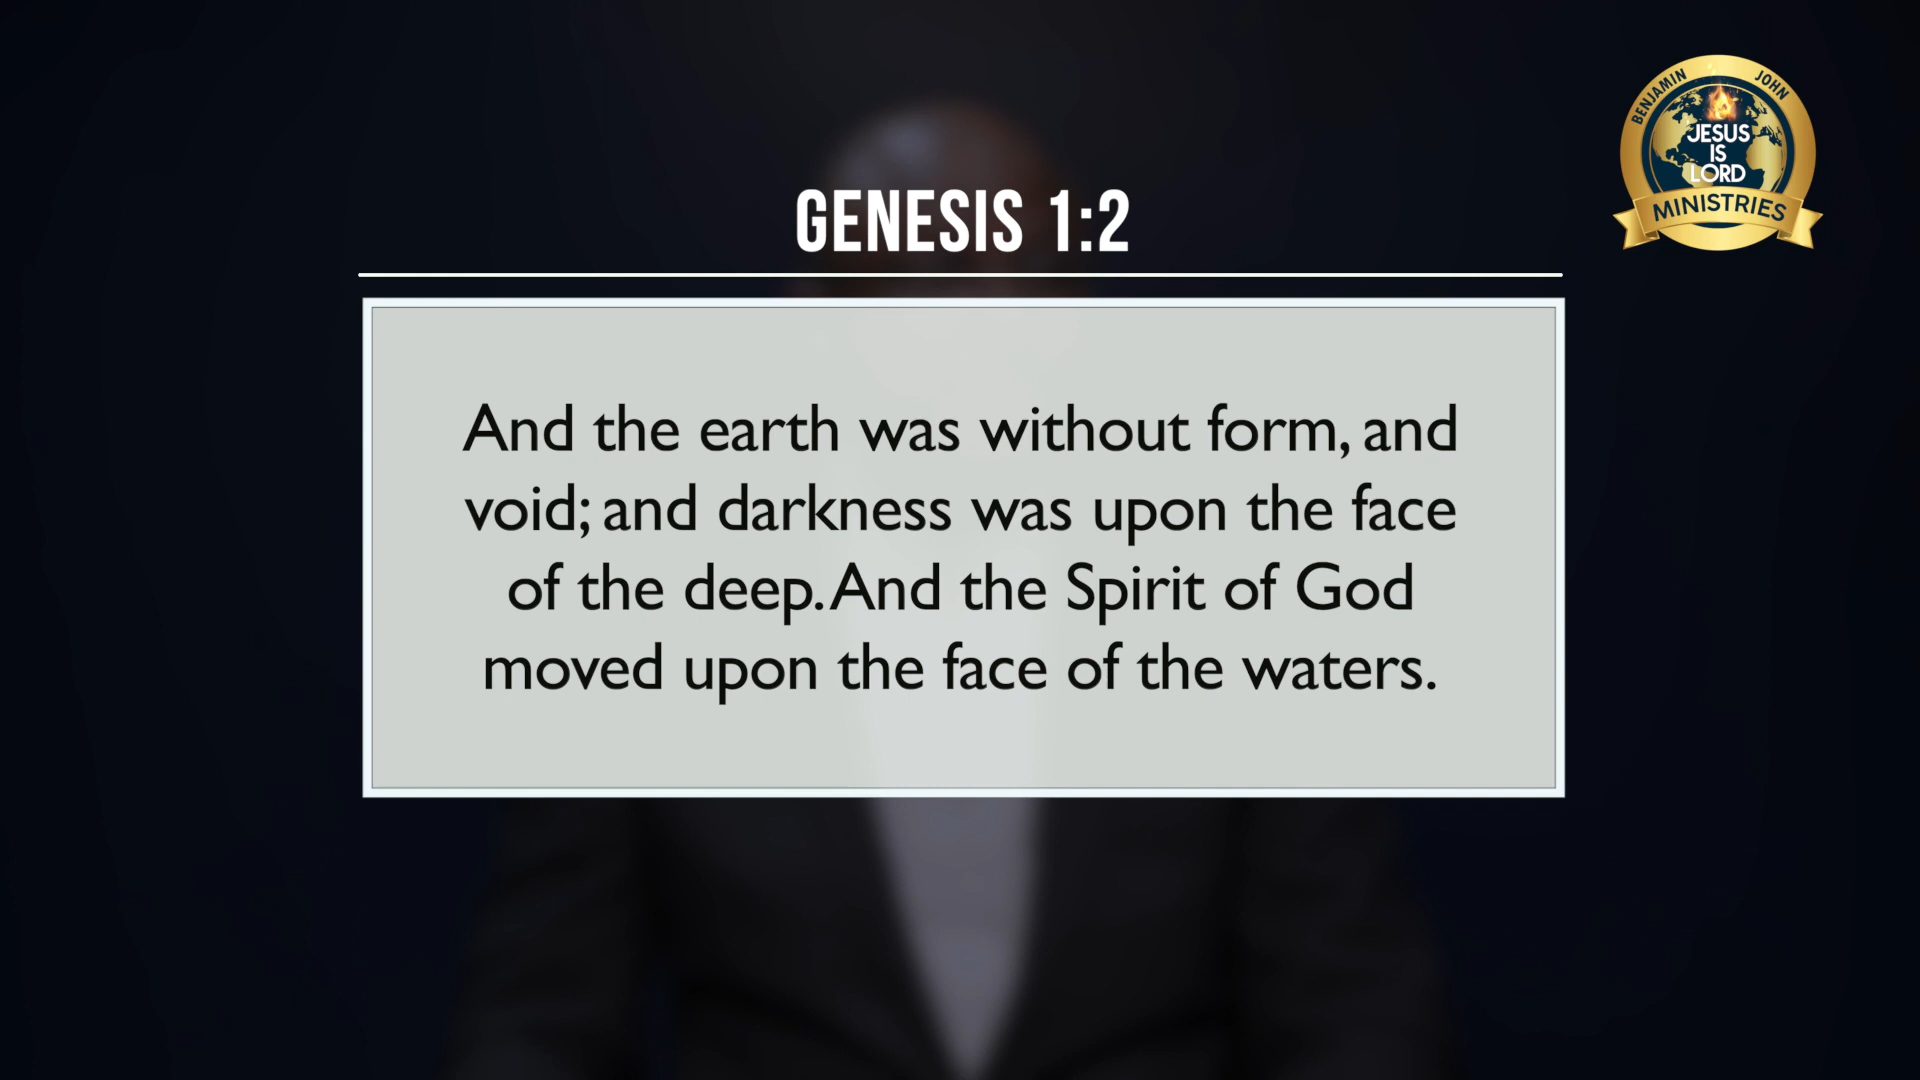 BENJAMIN JOHN
JESUS
IS
LORD
MINISTRIES
GENESIS 1:2
And the earth was without form, and
void; and darkness was upon the face
of the deep. And the Spirit of God
moved upon the face of the waters.